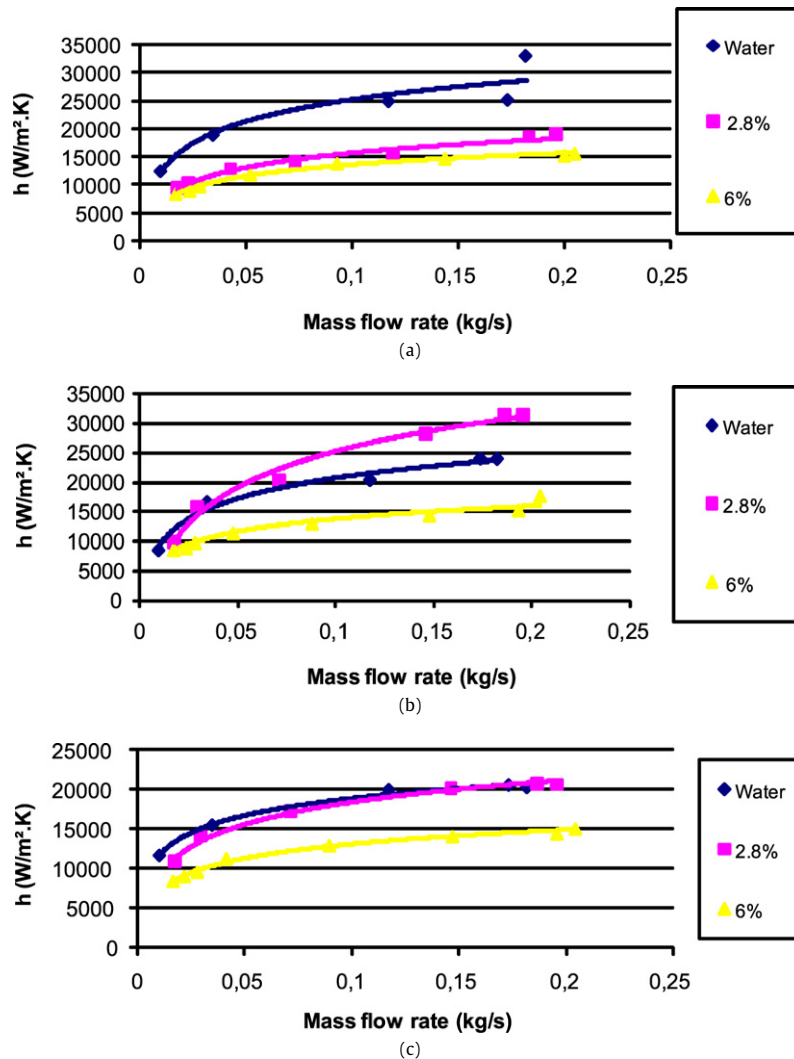 35000
30000
25000
20000
15000
10000
5000
0
h (W/m².K)
0 0,05 0,1 0,15 0,2 0,25
Mass flow rate (kg/s)
Water
2.8%
6%
(a)
35000
30000
25000
20000
15000
10000
5000
0
h (W/m².K)
0 0,05 0,1 0,15 0,2 0,25
Mass flow rate (kg/s)
Water
2.8%
6%
(b)
25000
20000
15000
10000
5000
0
h (W/m².K)
0 0,05 0,1 0,15 0,2 0,25
Mass flow rate (kg/s)
Water
2.8%
6%
(c)